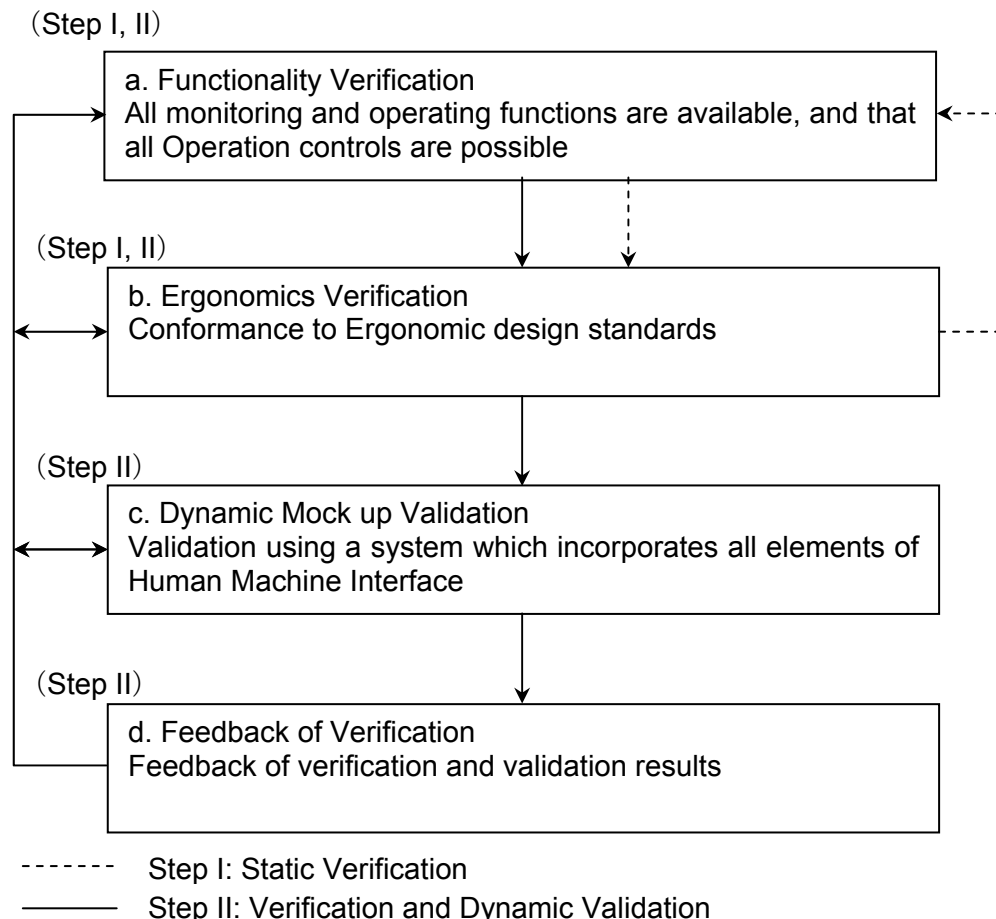 （Step I, II)
a. Functionality Verification
All monitoring and operating functions are available, and that
all Operation controls are possible
（Step I, II)
b. Ergonomics Verification
Conformance to Ergonomic design standards
（Step II)
c. Dynamic Mock up Validation
Validation using a system which incorporates all elements of
Human Machine Interface
（Step II)
d. Feedback of Verification
Feedback of verification and validation results
Step I: Static Verification
Step II: Verification and Dynamic Validation